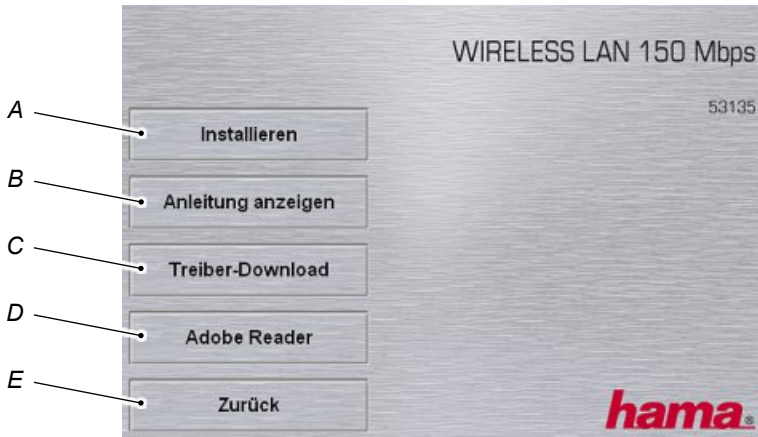 WIRELESS LAN 150 Mbps
53135
A
Installieren
B
Anleitung anzeigen
C
Treiber-Download
D
Adobe Reader
E
Zurück
hama®